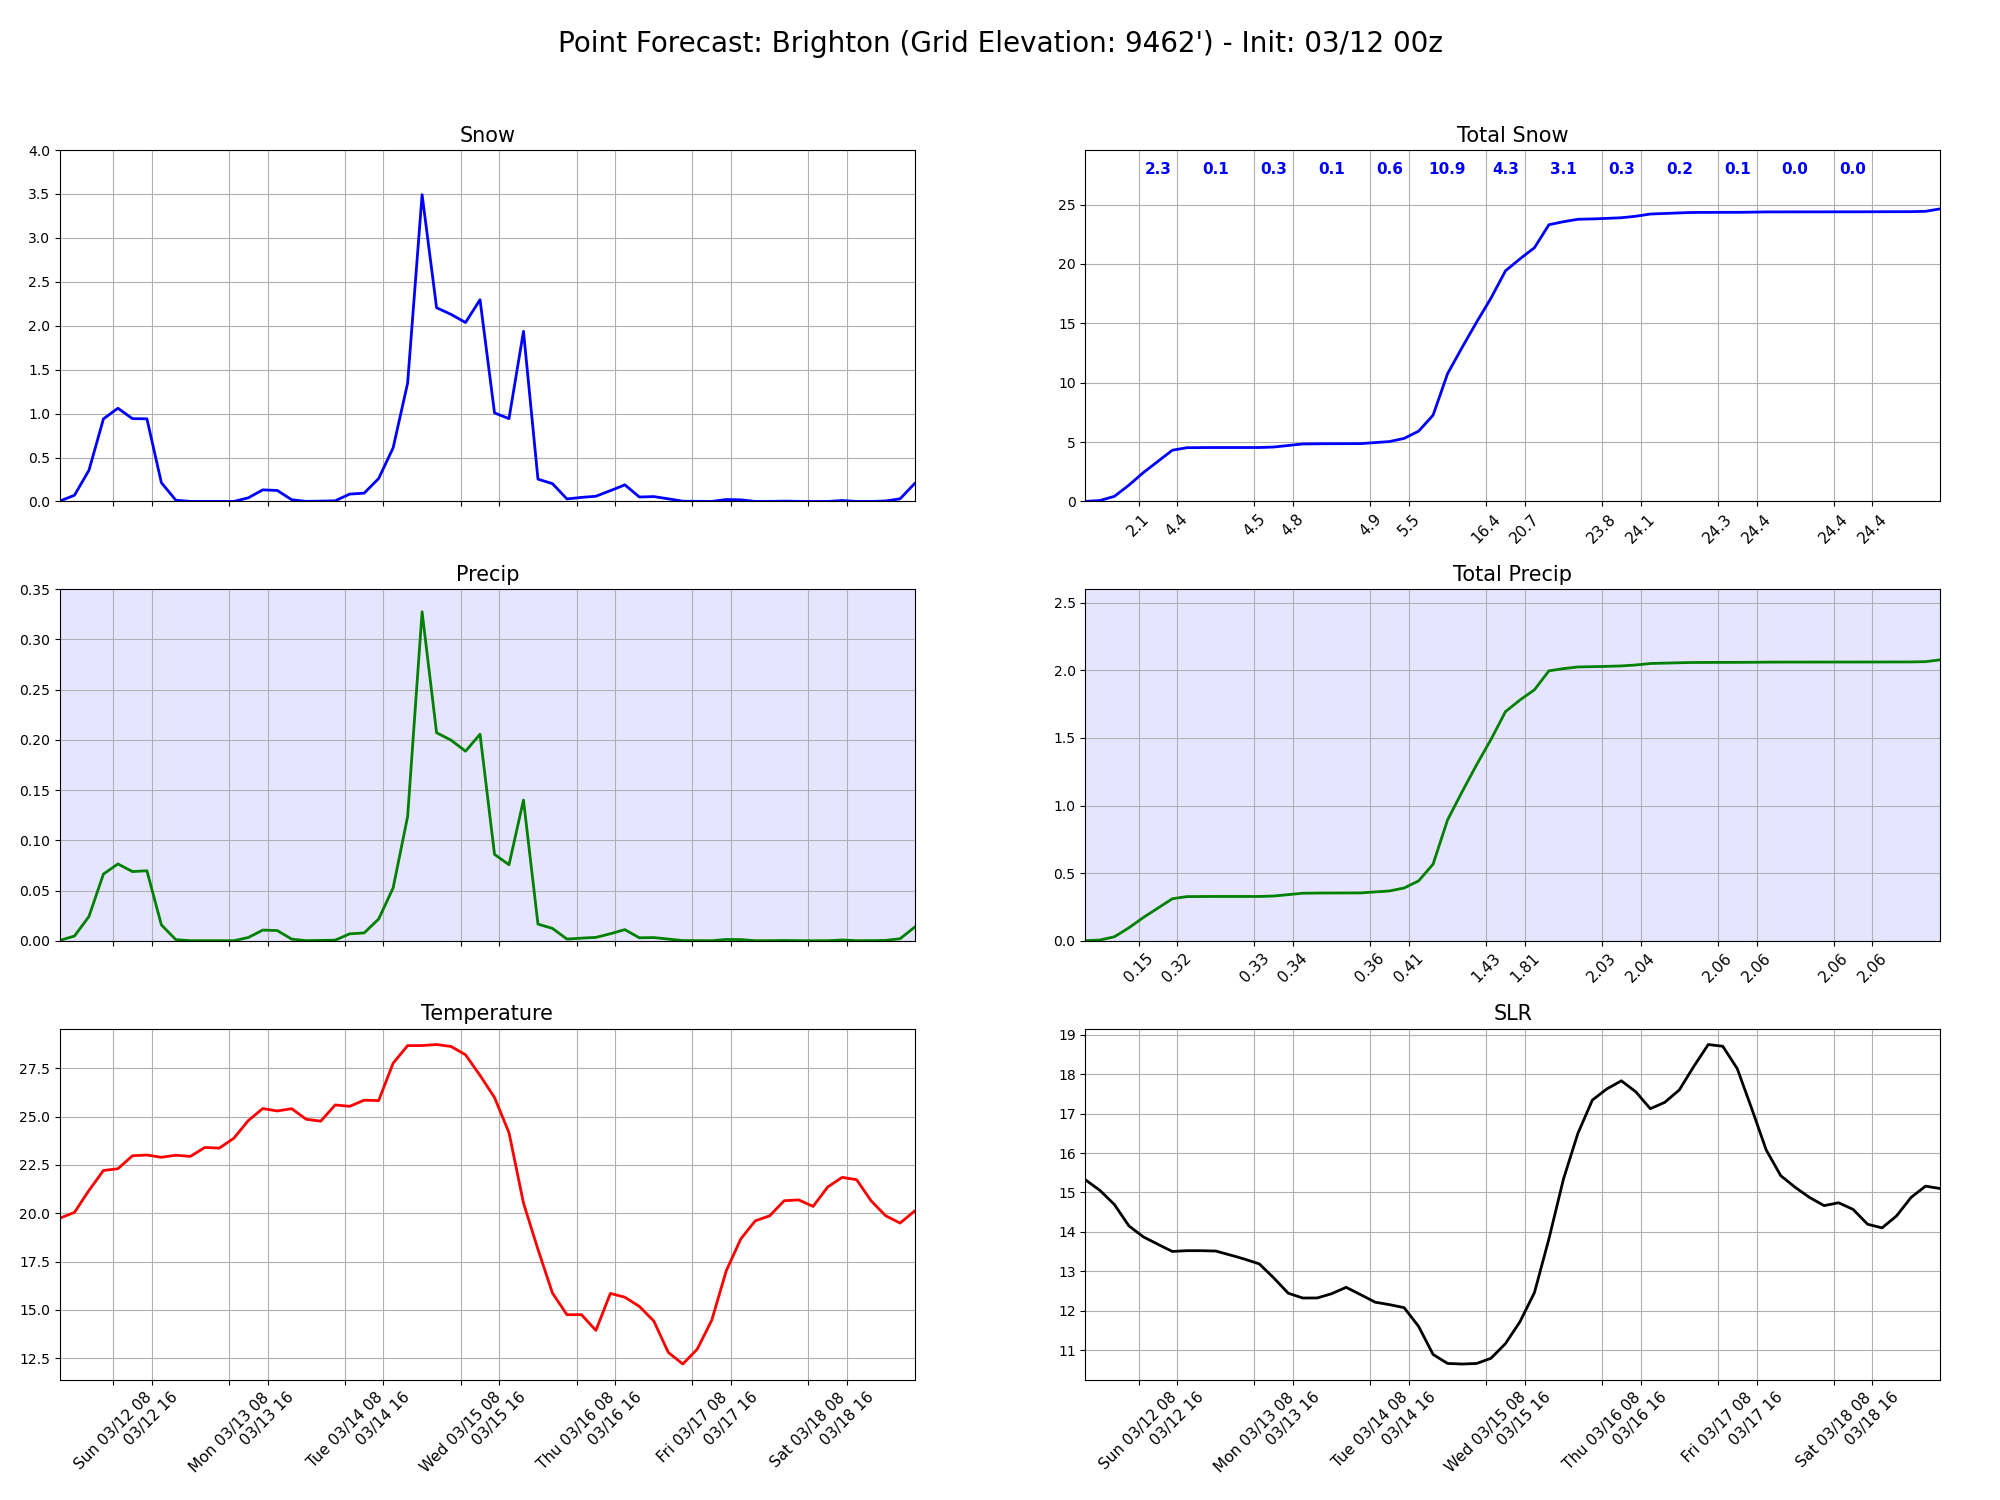 Point Forecast: Brighton (Grid Elevation: 9462') - Init: 03/12 00z
Snow
4.0
3.5
3.0
2.5
2.0
1.5
1.0
0.5
0.0
Total Snow
2.3 0.1 0.3 0.1 0.6 10.9 4.3 3.1 0.3 0.2 0.1 0.0 0.0
25
20
15
10
5
0
2.1 4.4 4.5 4.8 4.9 5.5 16.4 20.7 23.8 24.1 24.3 24.4 24.4 24.4
Precip
0.35
0.30
0.25
0.20
0.15
0.10
0.05
0.00
Total Precip
2.5
2.0
1.5
1.0
0.5
0.0
0.15 0.32 0.33 0.34 0.36 0.41 1.43 1.81 2.03 2.04 2.06 2.06 2.06 2.06
Temperature
27.5
25.0
22.5
20.0
17.5
15.0
12.5
Sun 03/12 08
03/12 16
Mon 03/13 08
03/13 16
Tue 03/14 08
03/14 16
Wed 03/15 08
03/15 16
Thu 03/16 08
03/16 16
Fri 03/17 08
03/17 16
Sat 03/18 08
03/18 16
SLR
19
18
17
16
15
14
13
12
11
Sun 03/12 08
03/12 16
Mon 03/13 08
03/13 16
Tue 03/14 08
03/14 16
Wed 03/15 08
03/15 16
Thu 03/16 08
03/16 16
Fri 03/17 08
03/17 16
Sat 03/18 08
03/18 16